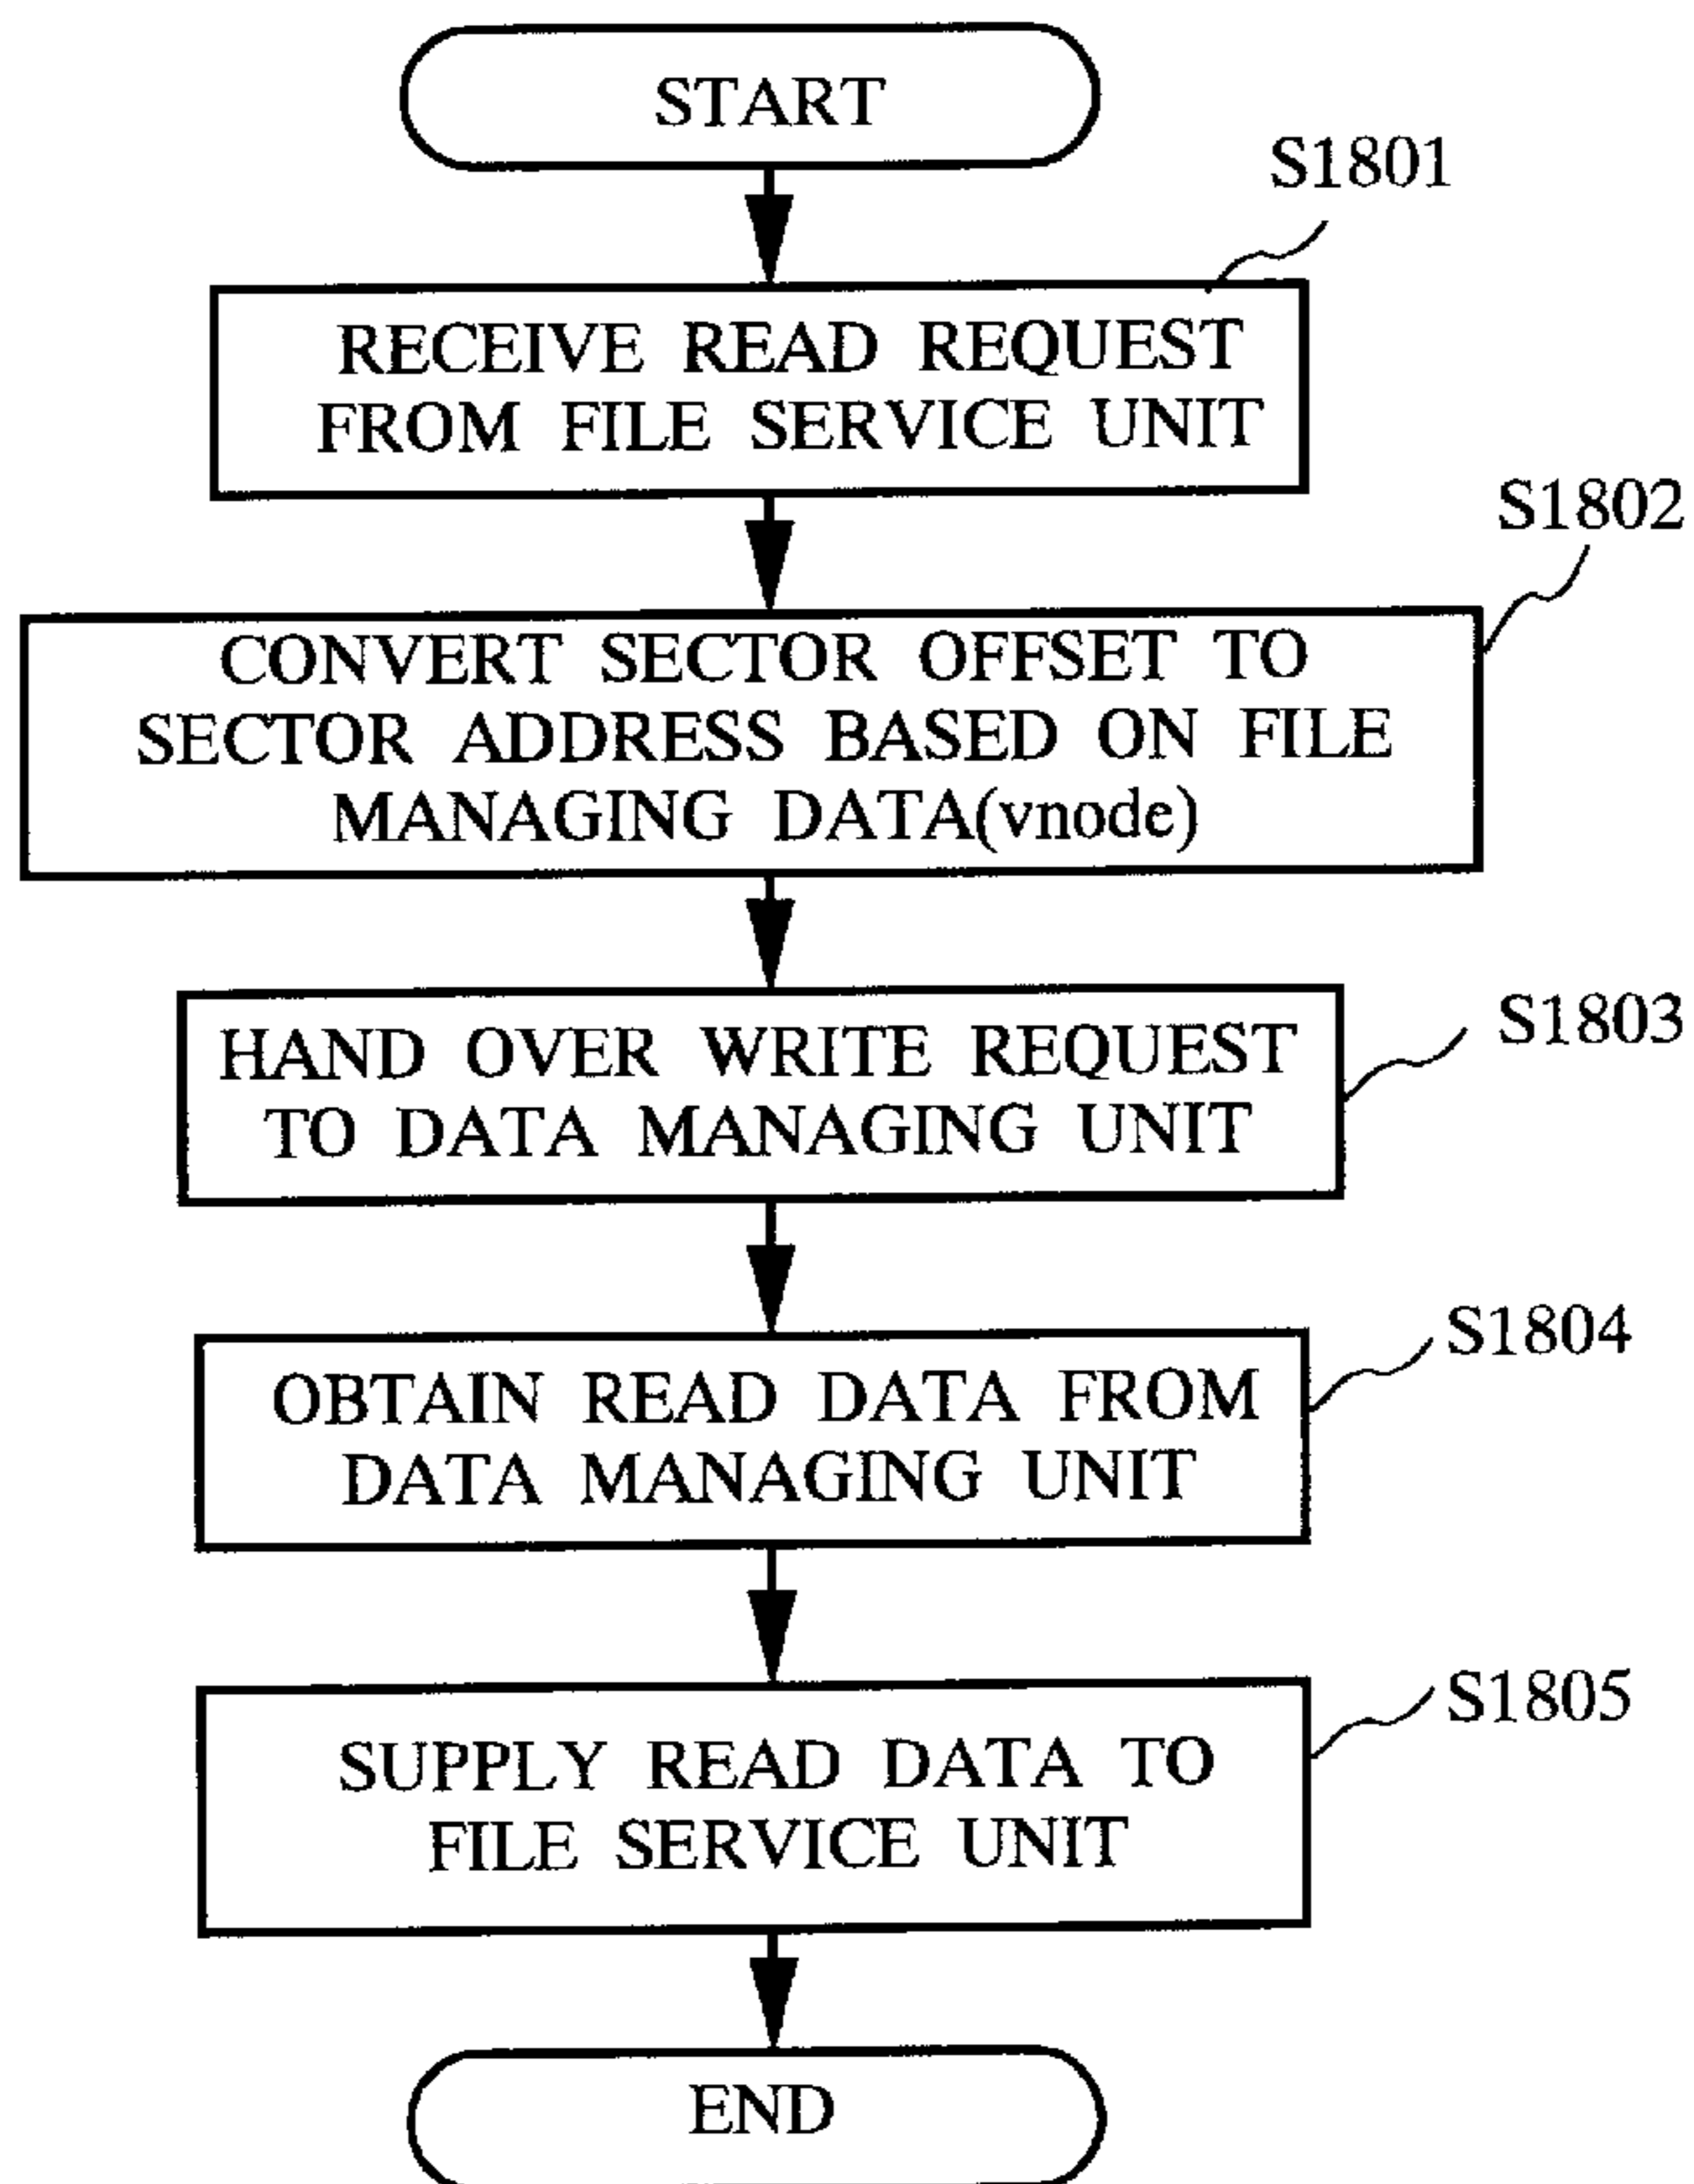 START
S1801
RECEIVE READ REQUEST
FROM FILE SERVICE UNIT
S1802
CONVERT SECTOR OFFSET TO
SECTOR ADDRESS BASED ON FILE
MANAGING DATA(vnode)
S1803
HAND OVER WRITE REQUEST
TO DATA MANAGING UNIT
S1804
OBTAIN READ DATA FROM
DATA MANAGING UNIT
S1805
SUPPLY READ DATA TO
FILE SERVICE UNIT
END